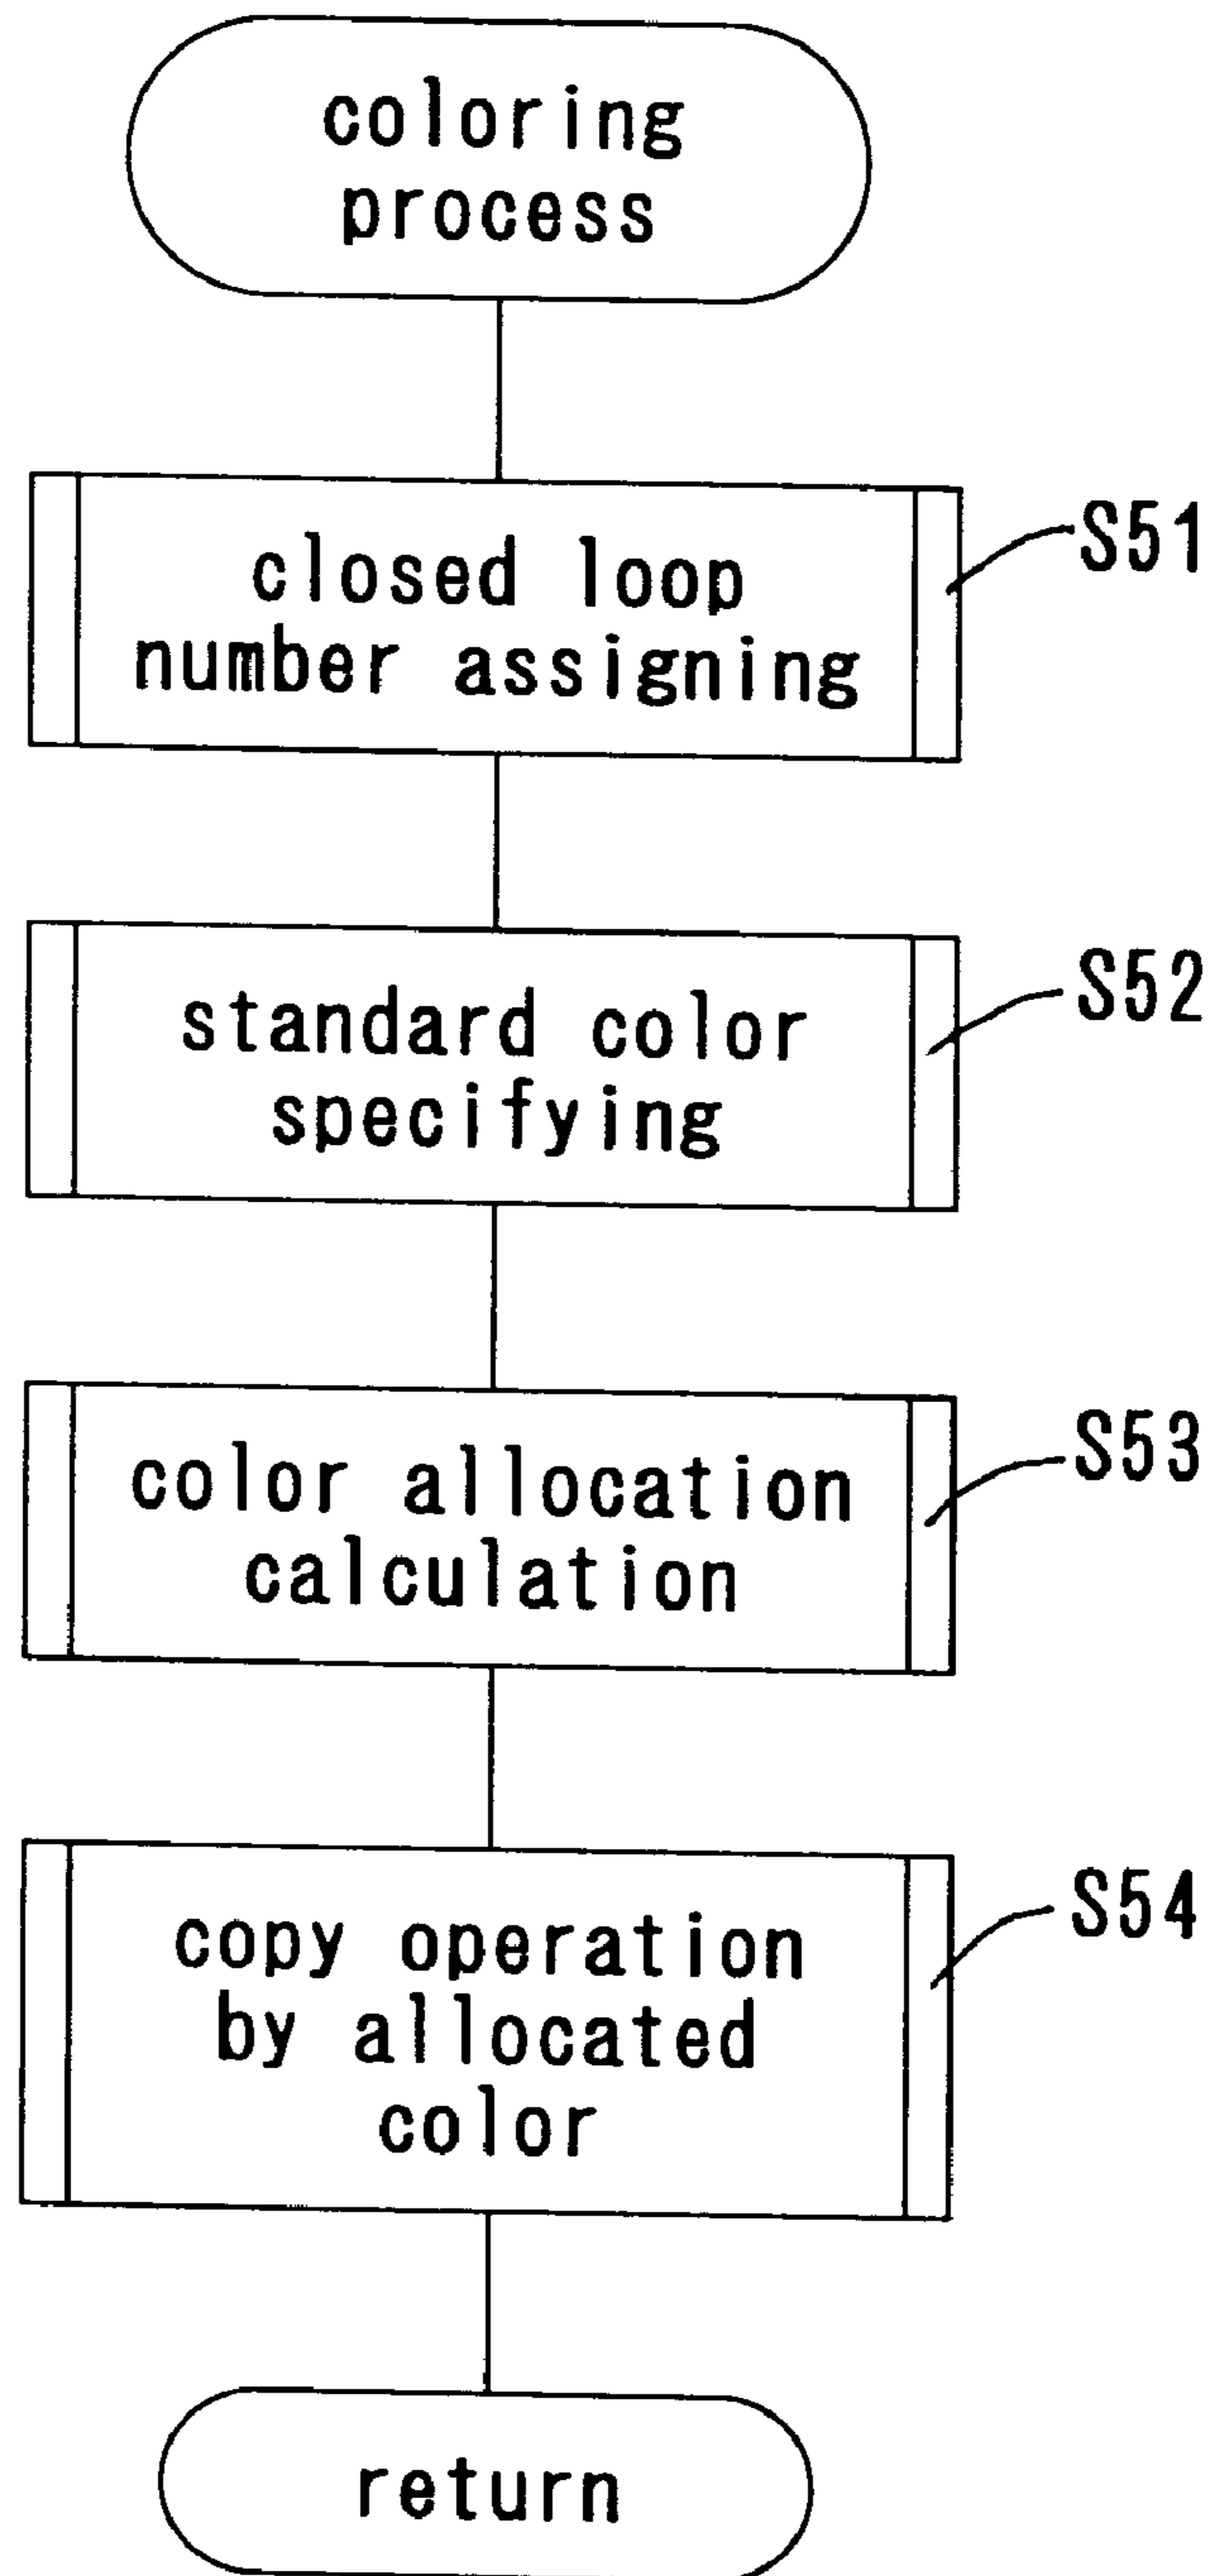 coloring
process
closed loop
number assigning
S51
standard color
specifying
S52
color allocation
calculation
S53
copy operation
by allocated
color
S54
return